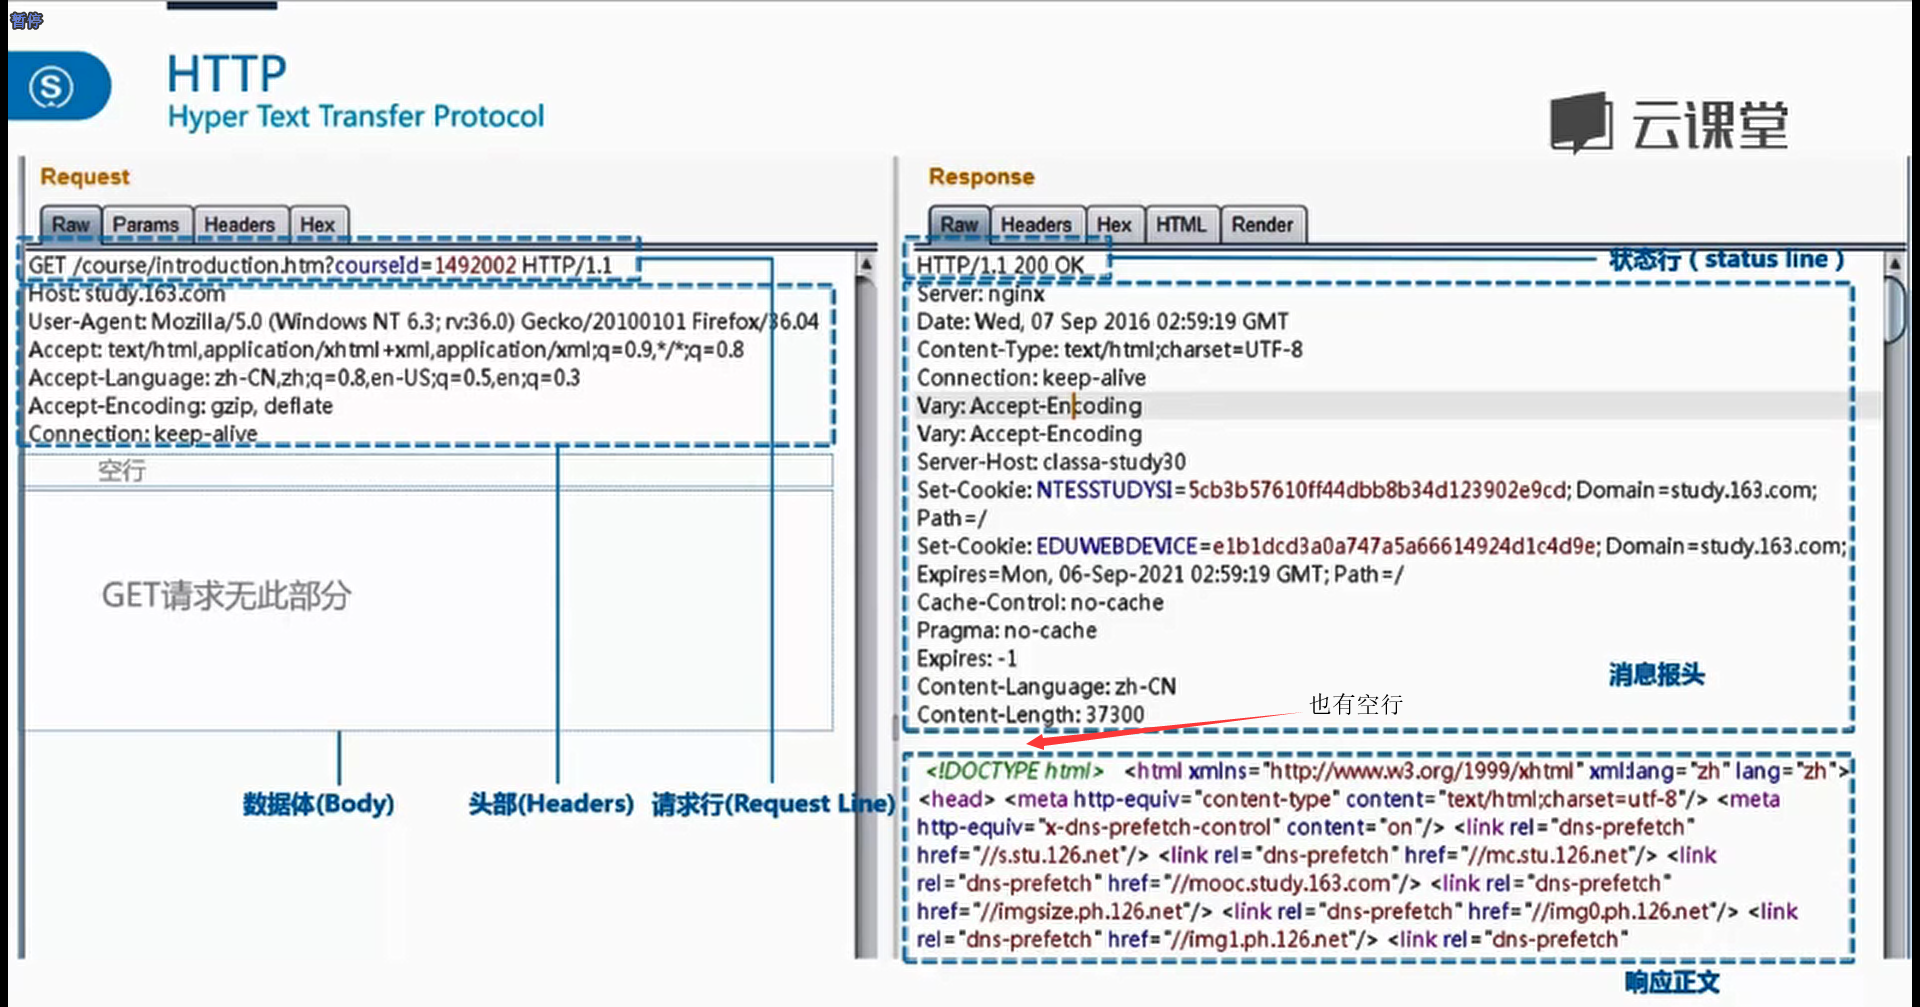 暂停
HTTP
Hyper Text Transfer Protocol
云课堂
Request
Raw Params Headers Hex
GET /course/introduction.htm?courseId=1492002 HTTP/1.1
Host: study.163.com
User-Agent: Mozilla/5.0 (Windows NT 6.3; rv:36.0) Gecko/20100101 Firefox/36.04
Accept: text/html,application/xhtml+xml,application/xml;q=0.9,*/*;q=0.8
Accept-Language: zh-CN,zh;q=0.8,en-US;q=0.5,en;q=0.3
Accept-Encoding: gzip, deflate
Connection: keep-alive
空行
GET请求无此部分
数据体(Body)
头部(Headers)
请求行(Request Line)
Response
Raw Headers Hex HTML Render
HTTP/1.1 200 OK
状态行 ( status line )
Server: nginx
Date: Wed, 07 Sep 2016 02:59:19 GMT
Content-Type: text/html;charset=UTF-8
Connection: keep-alive
Vary: Accept-Encoding
Vary: Accept-Encoding
Server-Host: classa-study30
Set-Cookie: NTESSTUDYSI=5cb3b57610ff44dbb8b34d123902e9cd; Domain=study.163.com;
Path=/
Set-Cookie: EDUWEBDEVICE=e1b1dcd3a0a747a5a66614924d1c4d9e; Domain=study.163.com;
Expires=Mon, 06-Sep-2021 02:59:19 GMT; Path=/
Cache-Control: no-cache
Pragma: no-cache
Expires: -1
Content-Language: zh-CN
Content-Length: 37300
消息报头
也有空行
<!DOCTYPE html> <html xmlns="http://www.w3.org/1999/xhtml" xml:lang="zh" lang="zh">
<head> <meta http-equiv="content-type" content="text/html;charset=utf-8"/> <meta
http-equiv="x-dns-prefetch-control" content="on"/> <link rel="dns-prefetch"
href="//s.stu.126.net"/> <link rel="dns-prefetch" href="//mc.stu.126.net"/> <link
rel="dns-prefetch" href="//mooc.study.163.com"/> <link rel="dns-prefetch"
href="//imgsize.ph.126.net"/> <link rel="dns-prefetch" href="//img0.ph.126.net"/> <link
rel="dns-prefetch" href="//img1.ph.126.net"/> <link rel="dns-prefetch"
响应正文